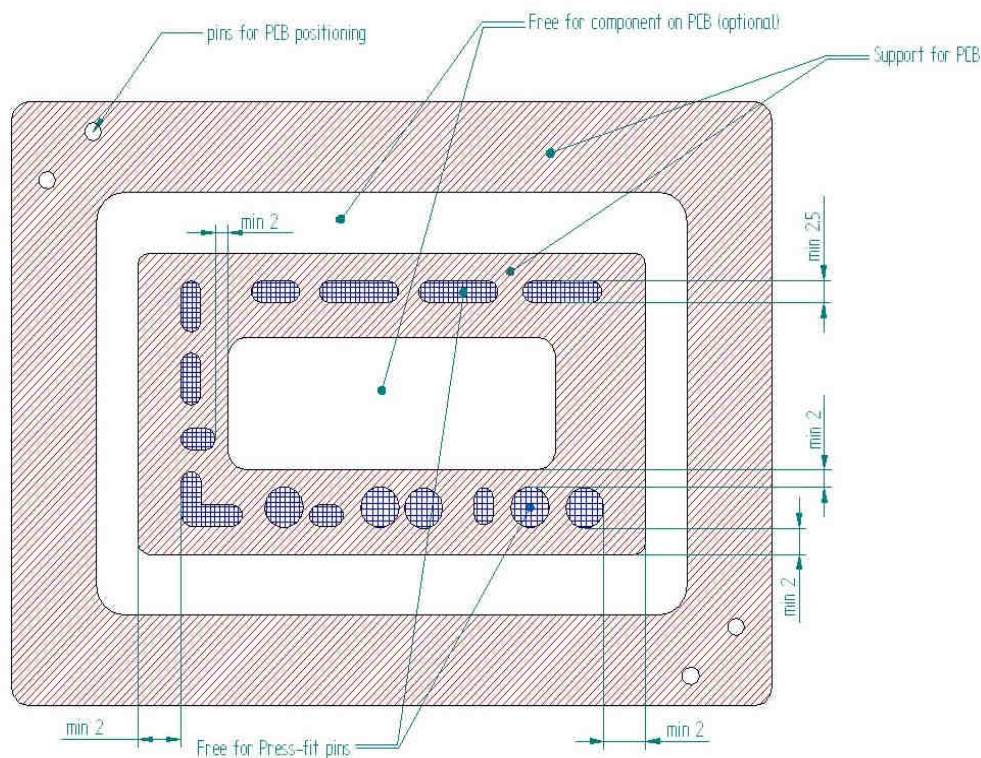 Free for component on PCB (optional)
pins for PCB positioning
Support for PCB
min 2
min 2.5
min 2
min 2
min 2
min 2
Free for Press-fit pins